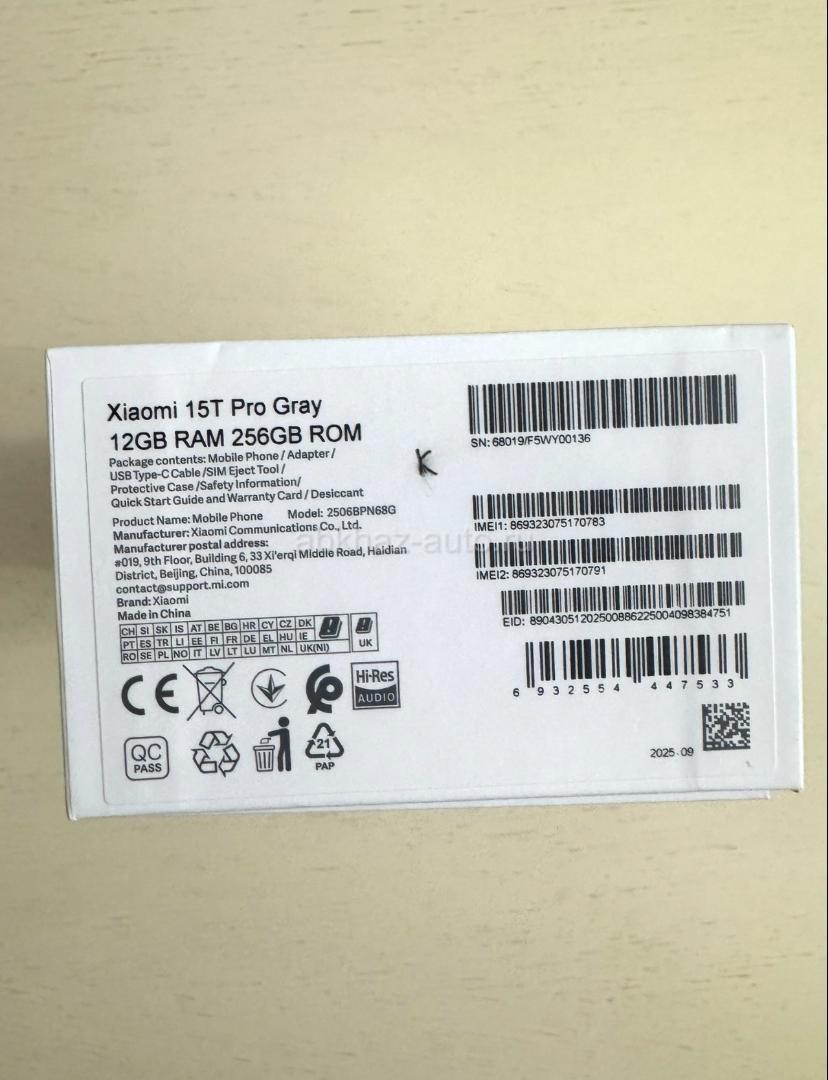 Xiaomi 15T Pro Gray
12GB RAM 256GB ROM
Package contents: Mobile Phone / Adapter /
USB Type-C Cable /SIM Eject Tool /
Protective Case /Safety Information/
Quick Start Guide and Warranty Card / Desiccant
Product Name: Mobile Phone Model: 2506BPN68G
Manufacturer: Xiaomi Communications Co., Ltd.
Manufacturer postal address:
#019, 9th Floor, Building 6, 33 Xi'erqi Middle Road, Haidian
District, Beijing, China, 100085
contact@support.mi.com
Brand: Xiaomi
Made in China
CH SI SK IS AT BE BG HR CY CZ DK
PT ES TR LI EE FI FR DE EL HU IE
RO SE PL NO IT LV LT LU MT NL UK(NI)
UK
CE
Hi-Res
AUDIO
QC
PASS
21
PAP
K
SN: 68019/F5WY00136
IMEI1: 869323075170783
IMEI2: 869323075170791
EID: 89043051202500886225004098384751
6 932554 447533
2025.09
abkhaz-auto.ru